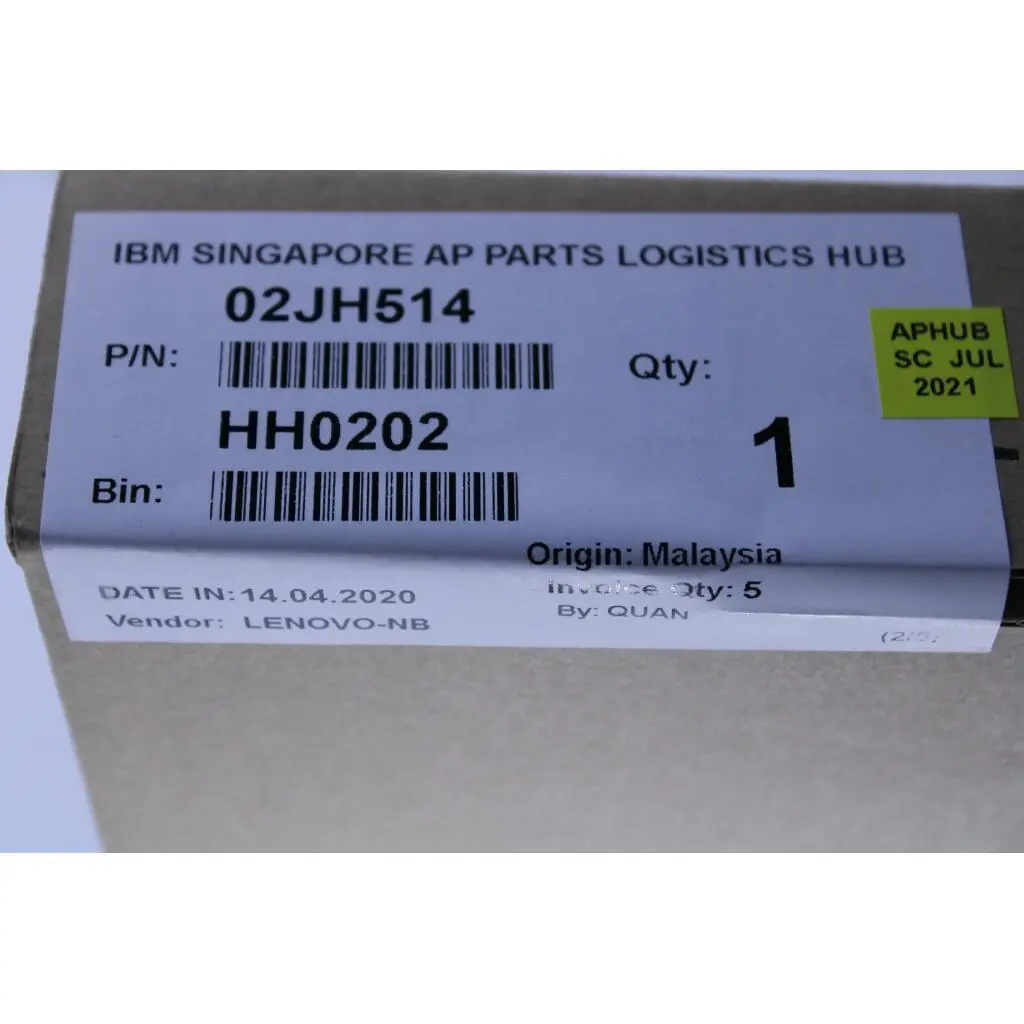 IBM SINGAPORE AP PARTS LOGISTICS HUB
02JH514
P/N:
Qty:
HH0202
1
Bin:
Origin: Malaysia
DATE IN:14.04.2020
Invoice Qty: 5
Vendor: LENOVO-NB
By: QUAN
APHUB
SC JUL
2021